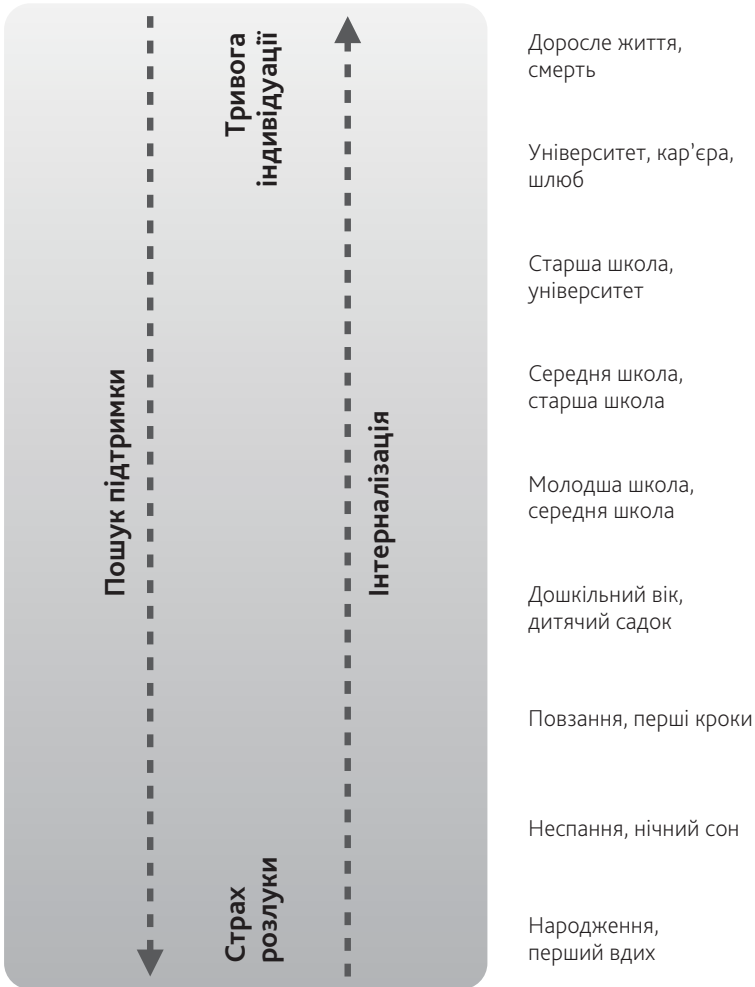 Тривога
індивідуації
Пошук підтримки
Інтерналізація
Страх
розлуки
Доросле життя,
смерть
Університет, кар’єра,
шлюб
Старша школа,
університет
Середня школа,
старша школа
Молодша школа,
середня школа
Дошкільний вік,
дитячий садок
Повзання, перші кроки
Неспання, нічний сон
Народження,
перший вдих